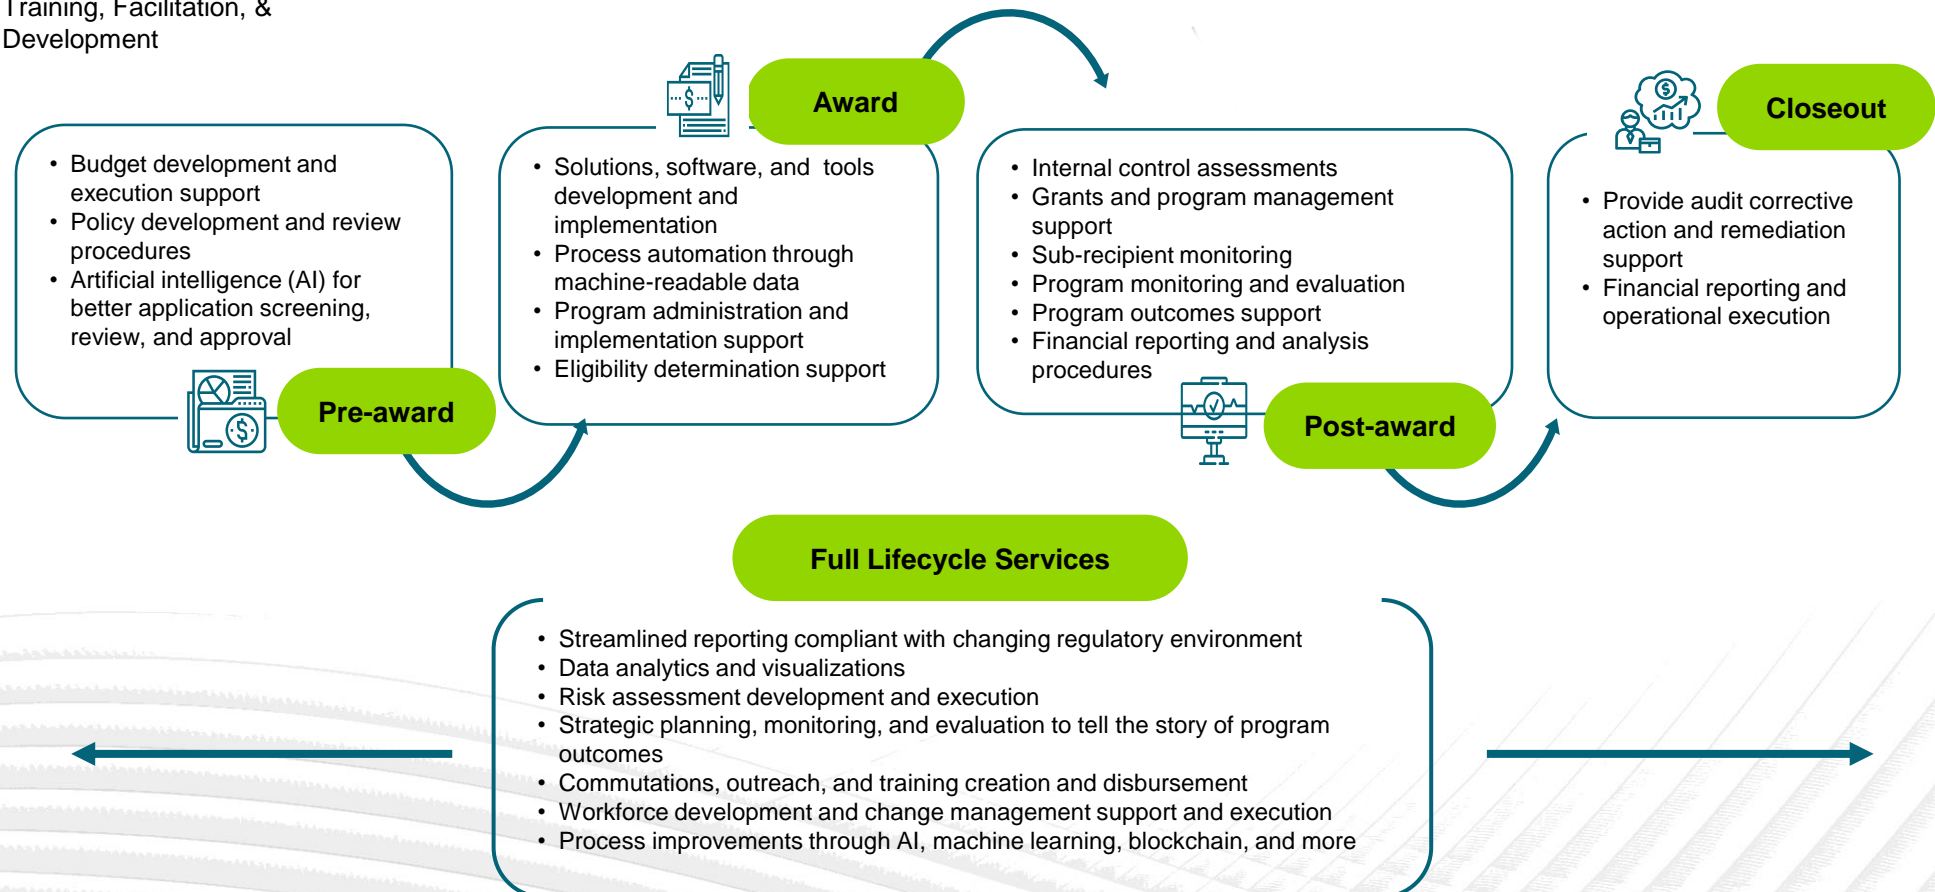 Training, Facilitation, &
Development
Award
Closeout
• Budget development and
execution support
• Policy development and review
procedures
• Artificial intelligence (AI) for
better application screening,
review, and approval
Pre-award
• Solutions, software, and  tools
development and
implementation
• Process automation through
machine-readable data
• Program administration and
implementation support
• Eligibility determination support
• Internal control assessments
• Grants and program management
support
• Sub-recipient monitoring
• Program monitoring and evaluation
• Program outcomes support
• Financial reporting and analysis
procedures
Post-award
• Provide audit corrective
action and remediation
support
• Financial reporting and
operational execution
Full Lifecycle Services
• Streamlined reporting compliant with changing regulatory environment
• Data analytics and visualizations
• Risk assessment development and execution
• Strategic planning, monitoring, and evaluation to tell the story of program
outcomes
• Commutations, outreach, and training creation and disbursement
• Workforce development and change management support and execution
• Process improvements through AI, machine learning, blockchain, and more